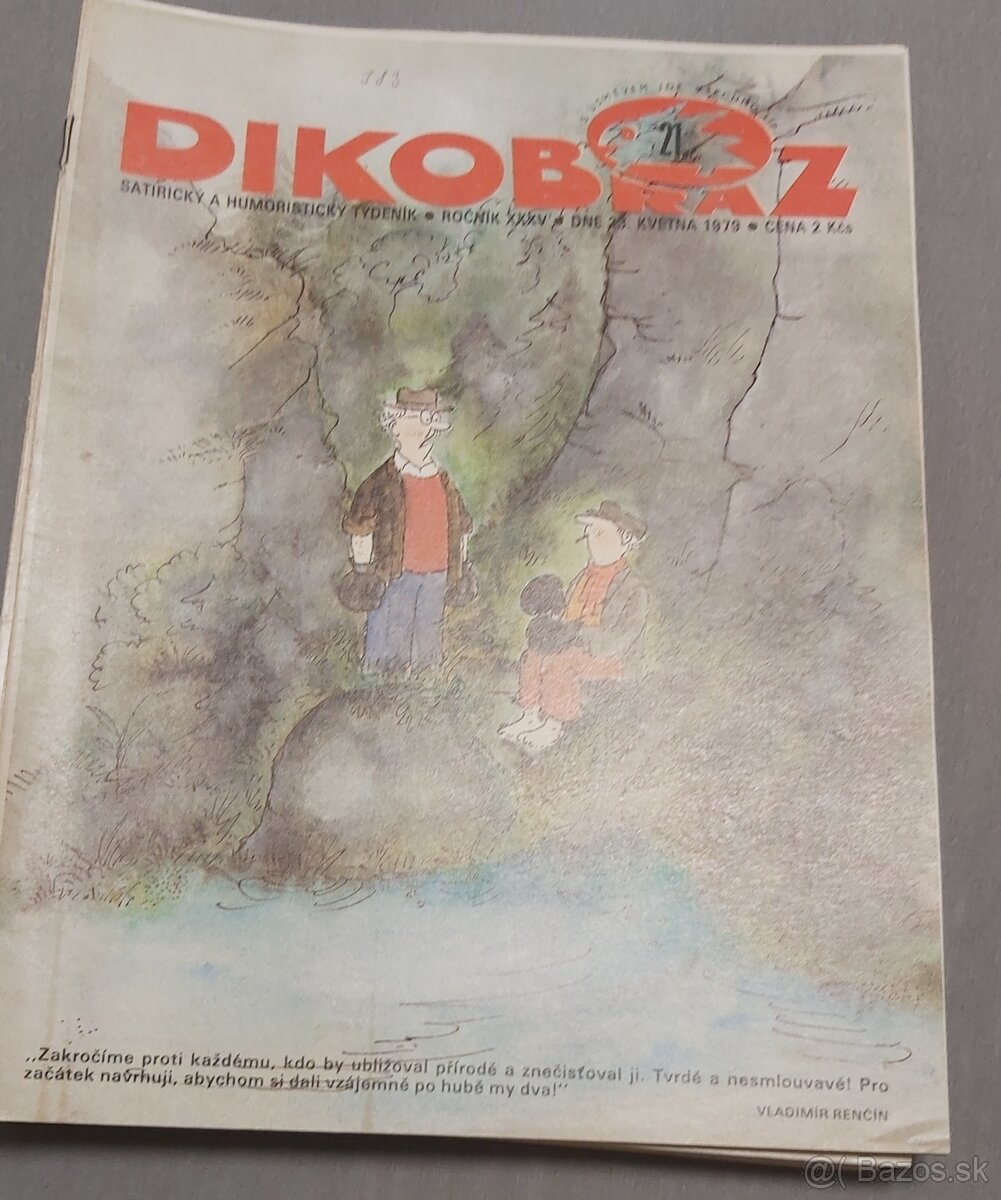 DIKOBRAZ
21
SATIRICKÝ A HUMORISTICKÝ TÝDENÍK • ROČNÍK XXXV • DNE 23. KVĚTNA 1979 • CENA 2 Kčs
„Zakročíme proti každému, kdo by ubližoval přírodě a znečisťoval ji. Tvrdě a nesmlouvavě! Pro
začátek navrhuji, abychom si dali vzájemně po hubě my dva!"
VLADIMÍR RENČÍN
@( Bazos.sk